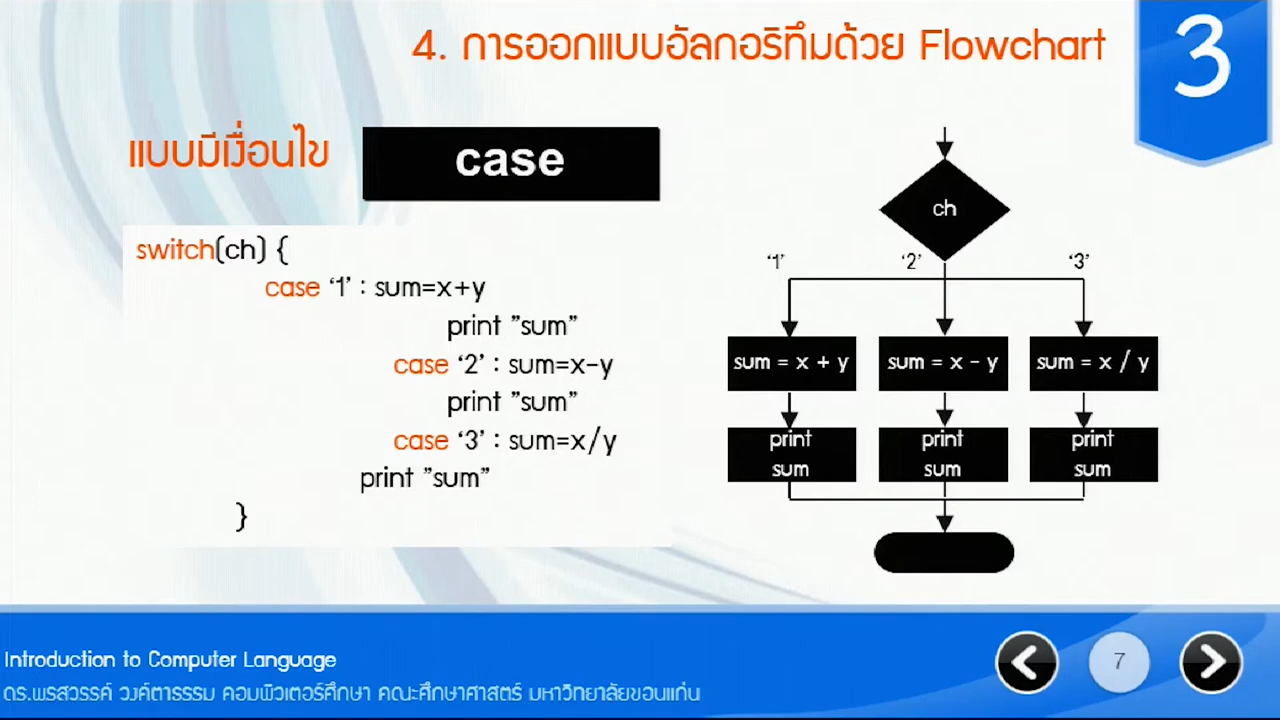 4. การออกแบบอัลกอริทึมด้วย Flowchart
3
แบบมีเงื่อนไข
case
switch(ch) {
case ‘1’ : sum=x+y
print ”sum”
case ‘2’ : sum=x-y
print ”sum”
case ‘3’ : sum=x/y
print ”sum”
}
ch
‘1’ ‘2’ ‘3’
sum = x + y sum = x - y sum = x / y
print print print
sum sum sum
Introduction to Computer Language
7
ดร.พรสวรรค์ วงค์ตาธรรม คอมพิวเตอร์ศึกษา คณะศึกษาศาสตร์ มหาวิทยาลัยขอนแก่น